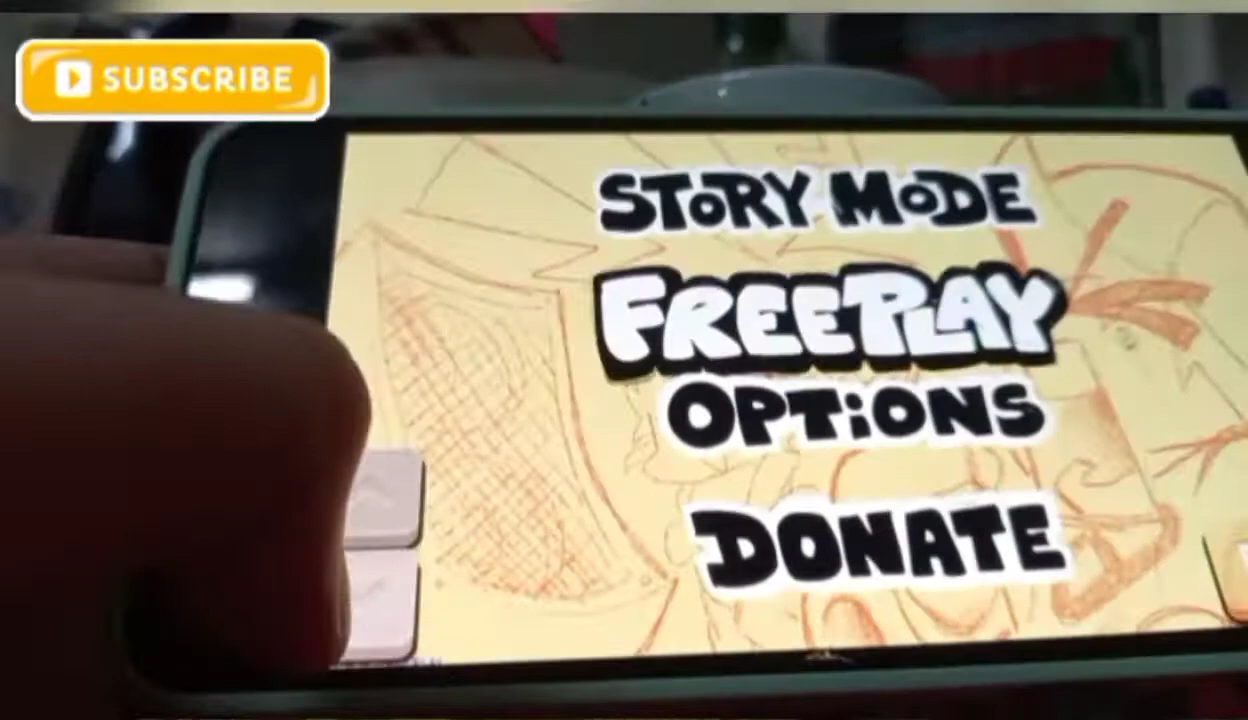 SUBSCRIBE
STORY MODE
FREEPLAY
OPTIONS
DONATE